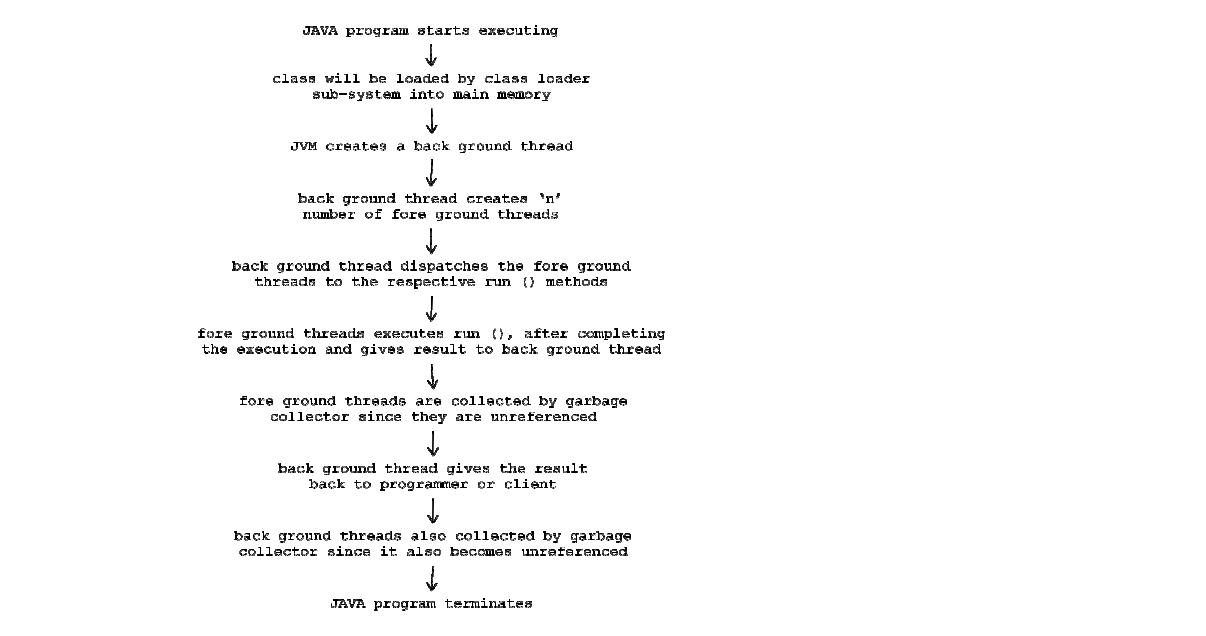 JAVA program starts executing
class will be loaded by class loader
sub-system into main memory
JVM creates a back ground thread
back ground thread creates ‘n’
number of fore ground threads
back ground thread dispatches the fore ground
threads to the respective run () methods
fore ground threads executes run (), after completing
the execution and gives result to back ground thread
fore ground threads are collected by garbage
collector since they are unreferenced
back ground thread gives the result
back to programmer or client
back ground threads also collected by garbage
collector since it also becomes unreferenced
JAVA program terminates